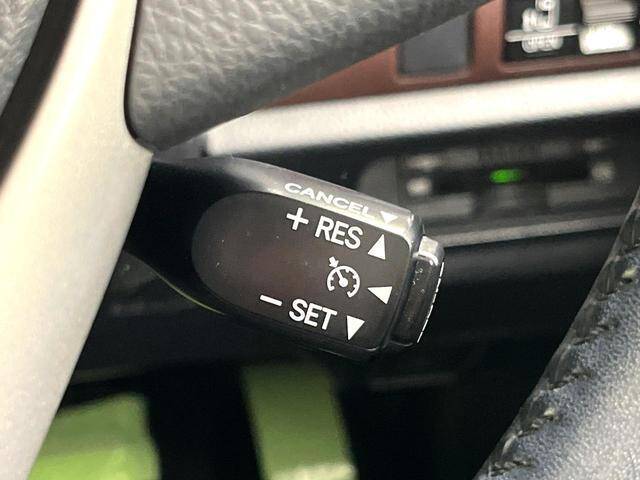 CANCEL▼
+ RES ▲
◀
− SET ▼